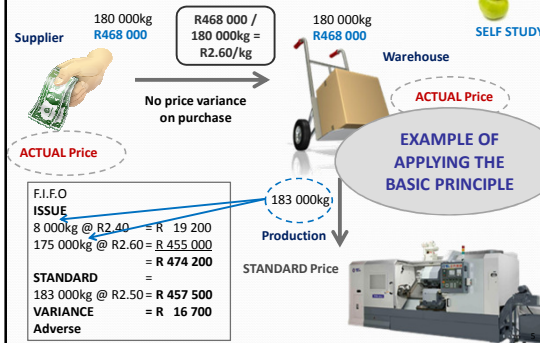 180 000kg
R468 000
Supplier
R468 000 /
180 000kg =
R2.60/kg
180 000kg
R468 000
SELF STUDY
Warehouse
No price variance
on purchase
ACTUAL Price
ACTUAL Price
EXAMPLE OF
APPLYING THE
BASIC PRINCIPLE
F.I.F.O
ISSUE
8 000kg @ R2.40 = R 19 200
175 000kg @ R2.60 = R 455 000
= R 474 200
STANDARD =
183 000kg @ R2.50 = R 457 500
VARIANCE = R 16 700
Adverse
183 000kg
Production
STANDARD Price